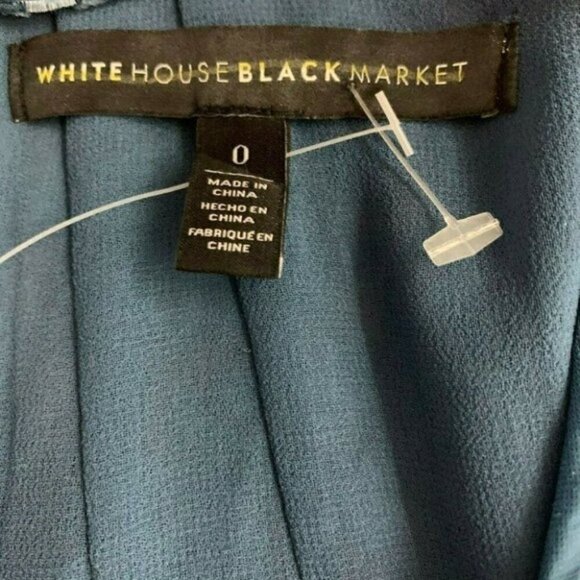 WHITE HOUSE BLACK MARKET
0
MADE IN
CHINA
HECHO EN
CHINA
FABRIQUÉ EN
CHINE